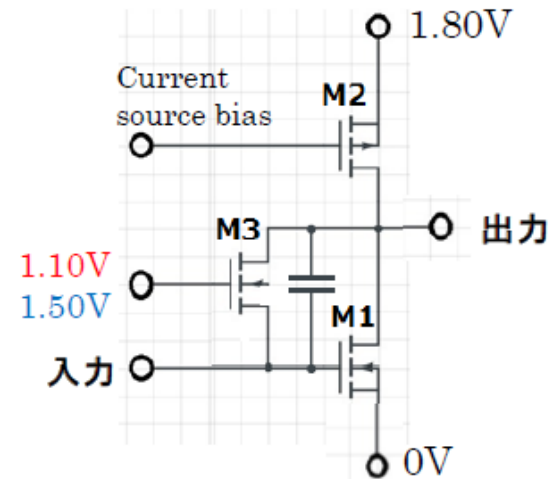 1.80V
Current
source bias
M2
M3
出力
1.10V
1.50V
M1
入力
0V